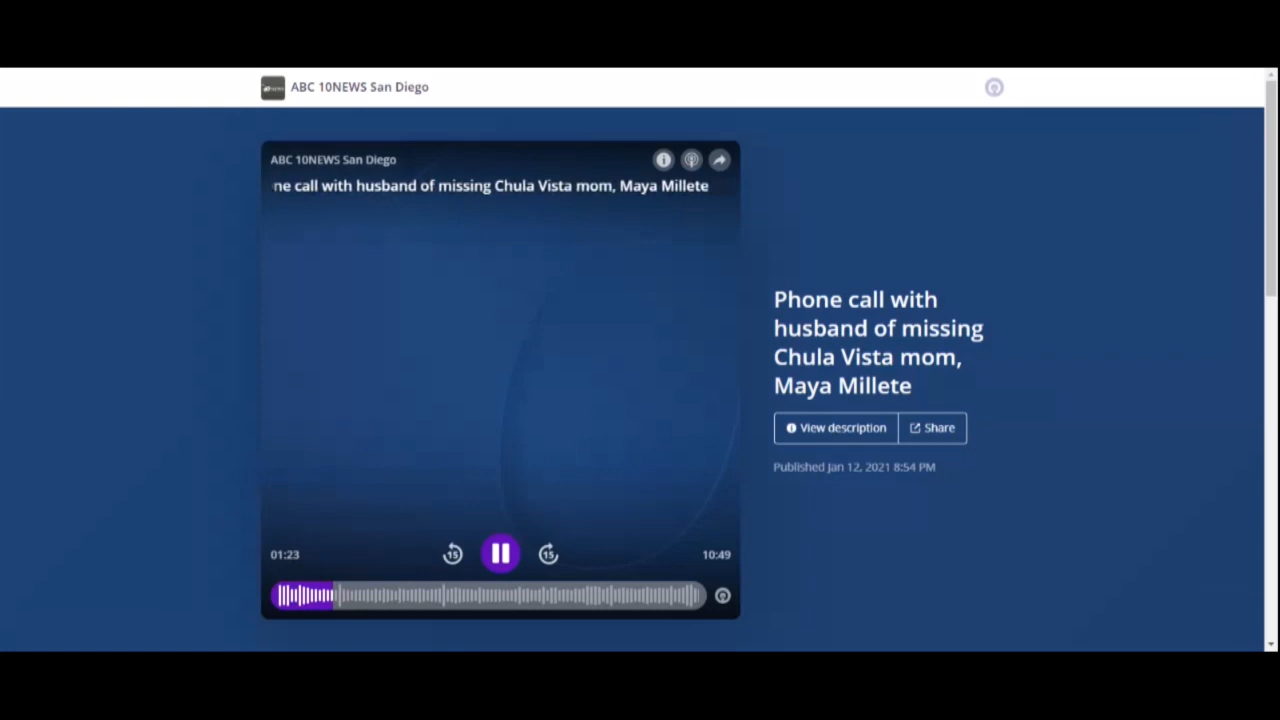 ABC 10NEWS San Diego
ABC 10NEWS San Diego
ne call with husband of missing Chula Vista mom, Maya Millete
Phone call with
husband of missing
Chula Vista mom,
Maya Millete
View description
Share
Published Jan 12, 2021 8:54 PM
01:23
15
15
10:49